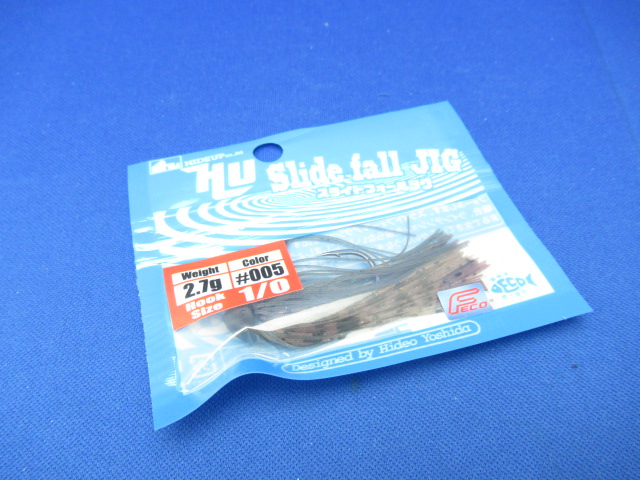 HIDEUP
HU Slide fall JIG
スライドフォールジグ
Weight Color
2.7g #005
Hook Size 1/0
FECO
ECO
Designed by Hideo Yoshida